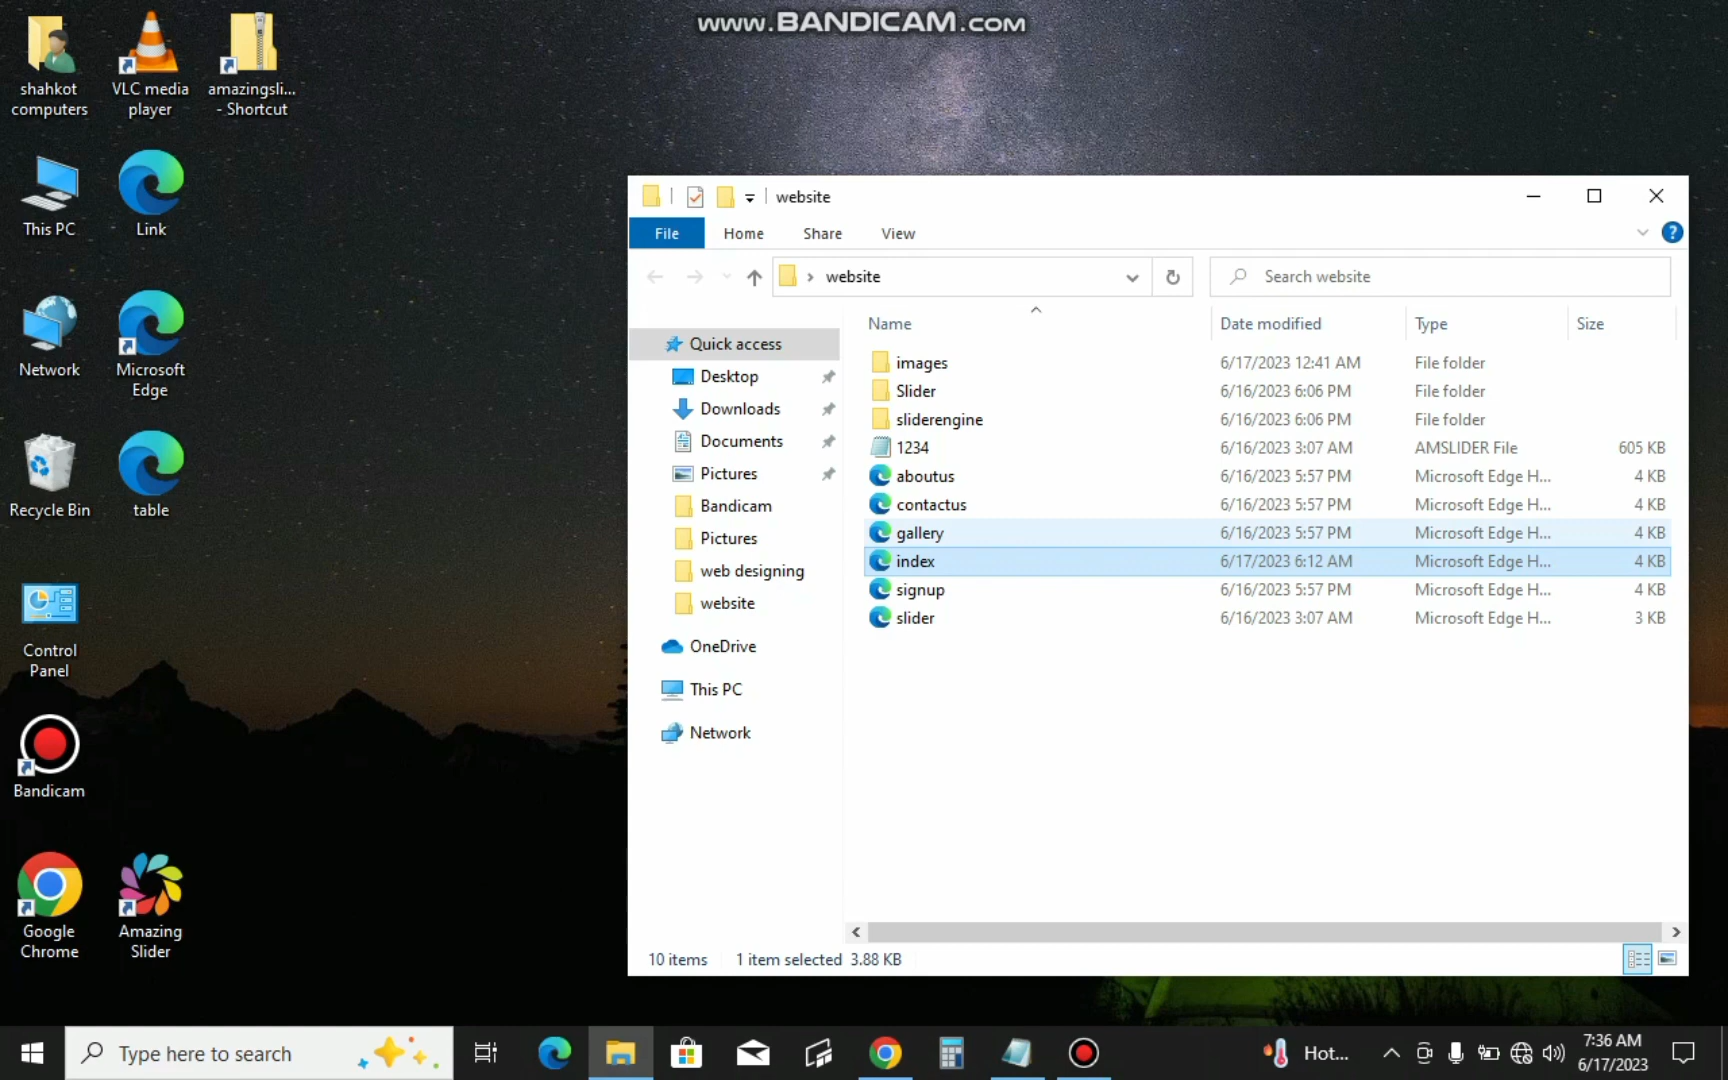 www.BANDICAM.com
shahkot
computers
VLC media
player
amazingsli...
- Shortcut
This PC
Link
Network
Microsoft
Edge
Recycle Bin
table
Control
Panel
Bandicam
Google
Chrome
Amazing
Slider
website
File
Home
Share
View
?
website
Search website
Name
Date modified
Type
Size
Quick access
Desktop
Downloads
Documents
Pictures
Bandicam
Pictures
web designing
website
OneDrive
This PC
Network
images 6/17/2023 12:41 AM File folder
Slider 6/16/2023 6:06 PM File folder
sliderengine 6/16/2023 6:06 PM File folder
1234 6/16/2023 3:07 AM AMSLIDER File 605 KB
aboutus 6/16/2023 5:57 PM Microsoft Edge H... 4 KB
contactus 6/16/2023 5:57 PM Microsoft Edge H... 4 KB
gallery 6/16/2023 5:57 PM Microsoft Edge H... 4 KB
index 6/17/2023 6:12 AM Microsoft Edge H... 4 KB
signup 6/16/2023 5:57 PM Microsoft Edge H... 4 KB
slider 6/16/2023 3:07 AM Microsoft Edge H... 3 KB
10 items 1 item selected 3.88 KB
Type here to search
Hot...
7:36 AM
6/17/2023